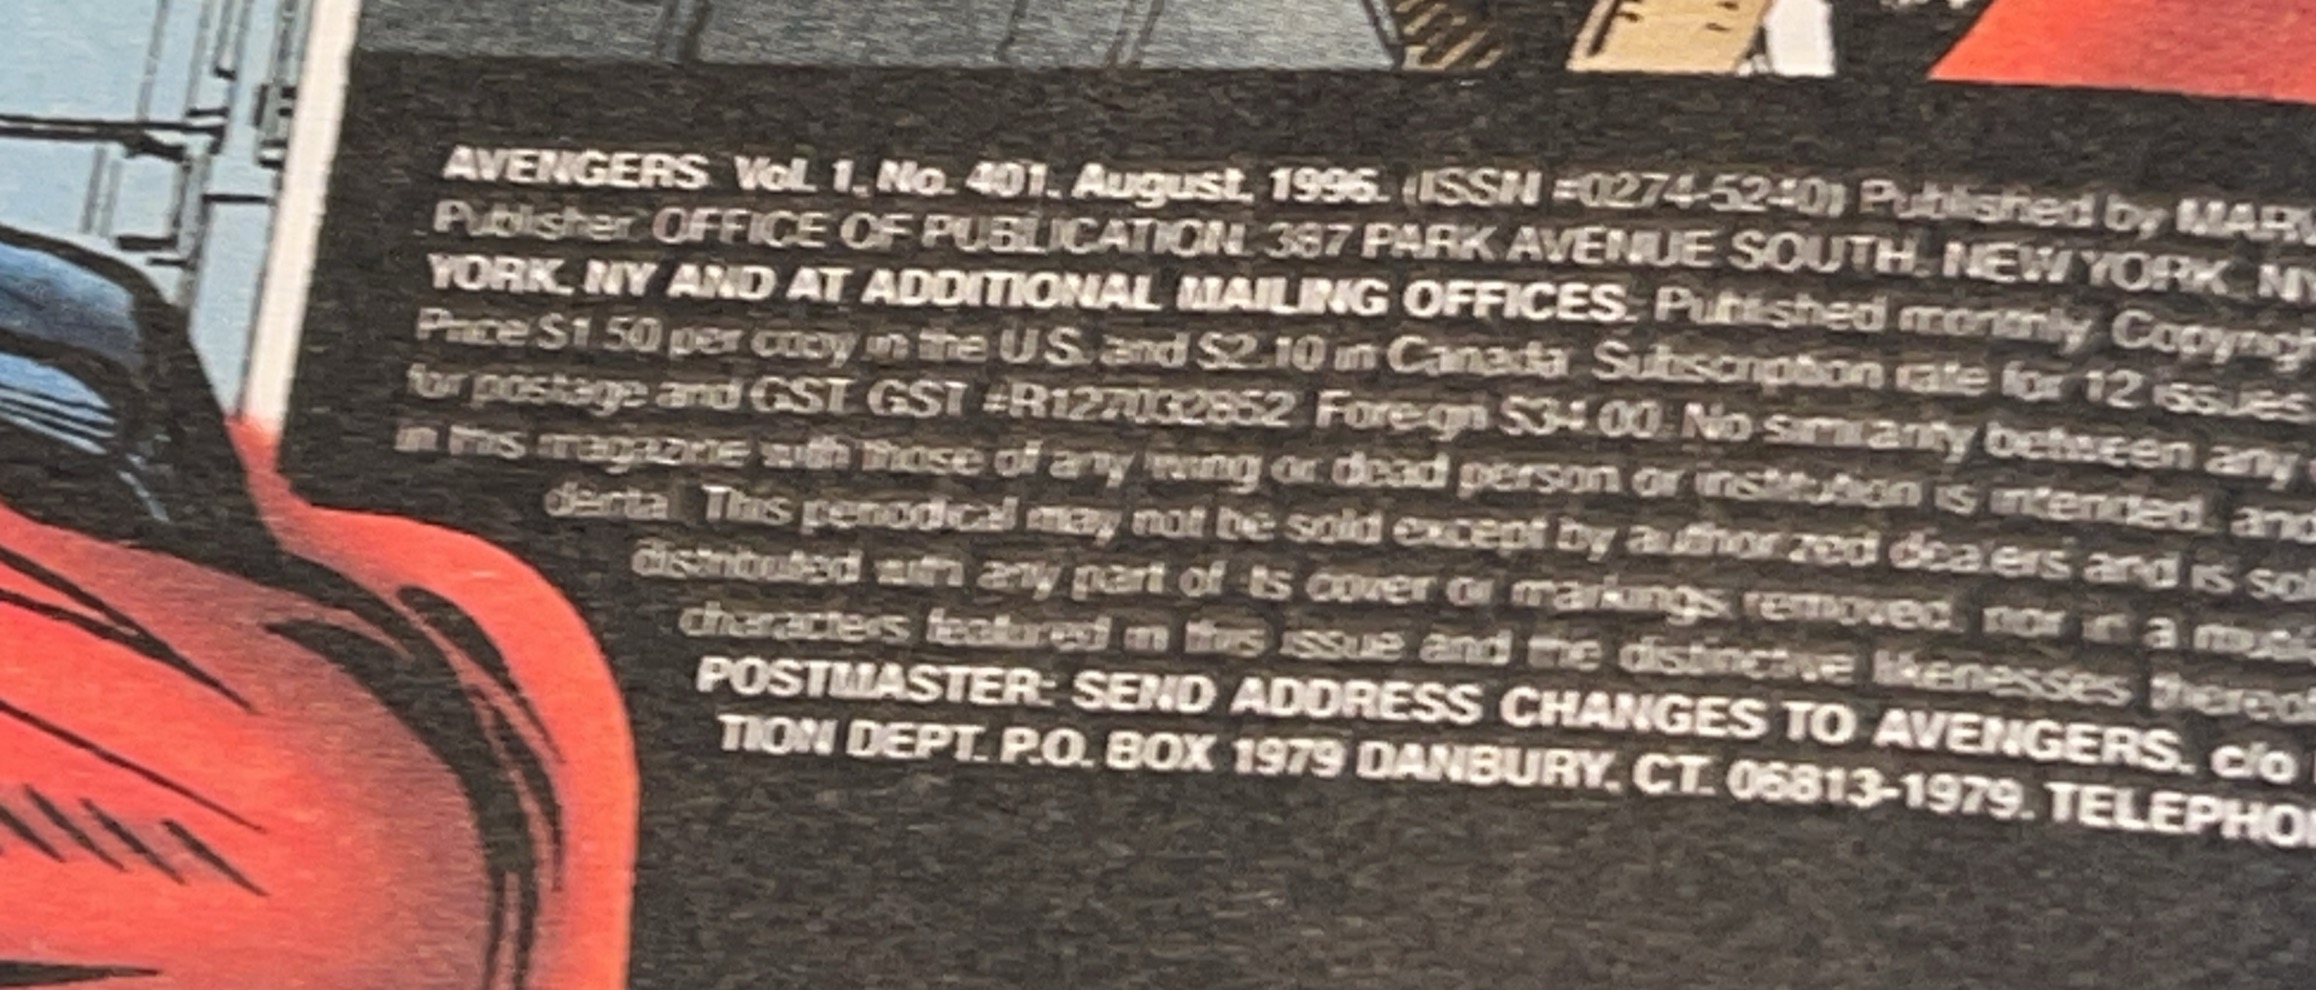 AVENGERS Vol. 1, No. 401, August, 1996. (ISSN #0274-5240) Published by MARV
Publisher. OFFICE OF PUBLICATION, 387 PARK AVENUE SOUTH, NEW YORK, NY
YORK, NY AND AT ADDITIONAL MAILING OFFICES. Published monthly. Copyrigh
Price $1.50 per copy in the U.S. and $2.10 in Canada. Subscription rate for 12 issues
for postage and GST. GST #R127032852. Foreign $34.00. No similarity between any
in this magazine with those of any living or dead person or institution is intended, and
dental. This periodical may not be sold except by authorized dealers and is sol
distributed with any part of its cover or markings removed, nor in a mutil
characters featured in this issue and the distinctive likenesses thereof
POSTMASTER: SEND ADDRESS CHANGES TO AVENGERS, c/o
TION DEPT. P.O. BOX 1979 DANBURY, CT. 06813-1979. TELEPHO